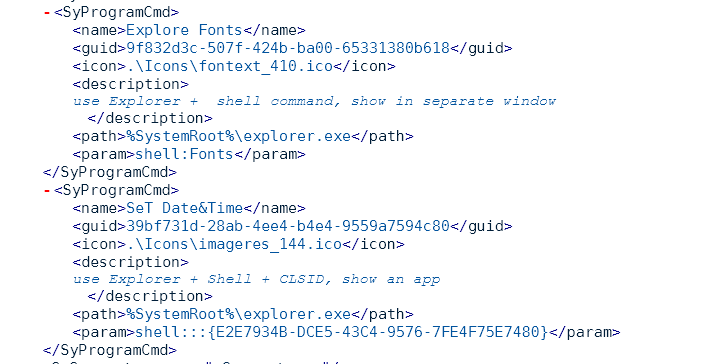 -<SyProgramCmd>
<name>Explore Fonts</name>
<guid>9f832d3c-507f-424b-ba00-65331380b618</guid>
<icon>.\Icons\fontext_410.ico</icon>
<description>
use Explorer +  shell command, show in separate window
</description>
<path>%SystemRoot%\explorer.exe</path>
<param>shell:Fonts</param>
</SyProgramCmd>
-<SyProgramCmd>
<name>SeT Date&Time</name>
<guid>39bf731d-28ab-4ee4-b4e4-9559a7594c80</guid>
<icon>.\Icons\imageres_144.ico</icon>
<description>
use Explorer + Shell + CLSID, show an app
</description>
<path>%SystemRoot%\explorer.exe</path>
<param>shell:::{E2E7934B-DCE5-43C4-9576-7FE4F75E7480}</param>
</SyProgramCmd>